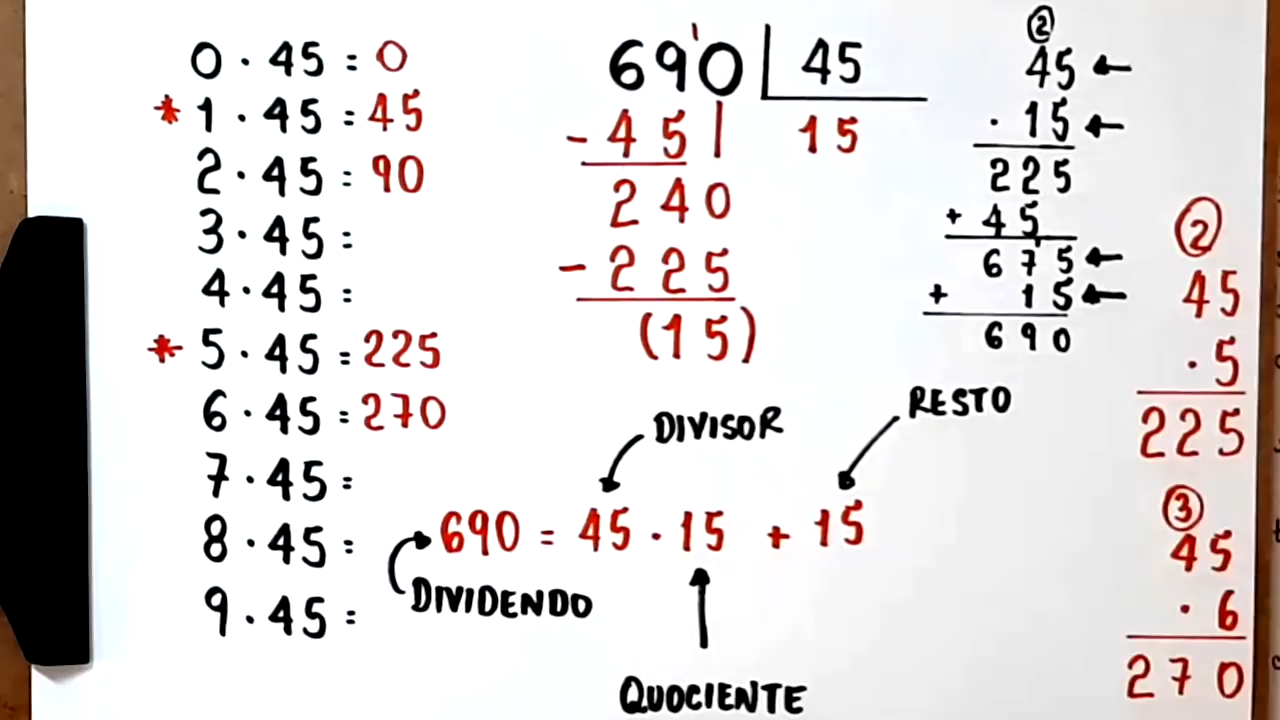 0 · 45 = 0
* 1 · 45 = 45
2 · 45 = 90
3 · 45 =
4 · 45 =
* 5 · 45 = 225
6 · 45 = 270
7 · 45 =
8 · 45 =
9 · 45 =
690 45
- 45 15
240
- 225
(15)
2
45
· 15
225
+ 45
675
+ 15
690
2
45
· 5
225
3
45
· 6
270
DIVISOR
RESTO
690 = 45 · 15 + 15
DIVIDENDO
QUOCIENTE